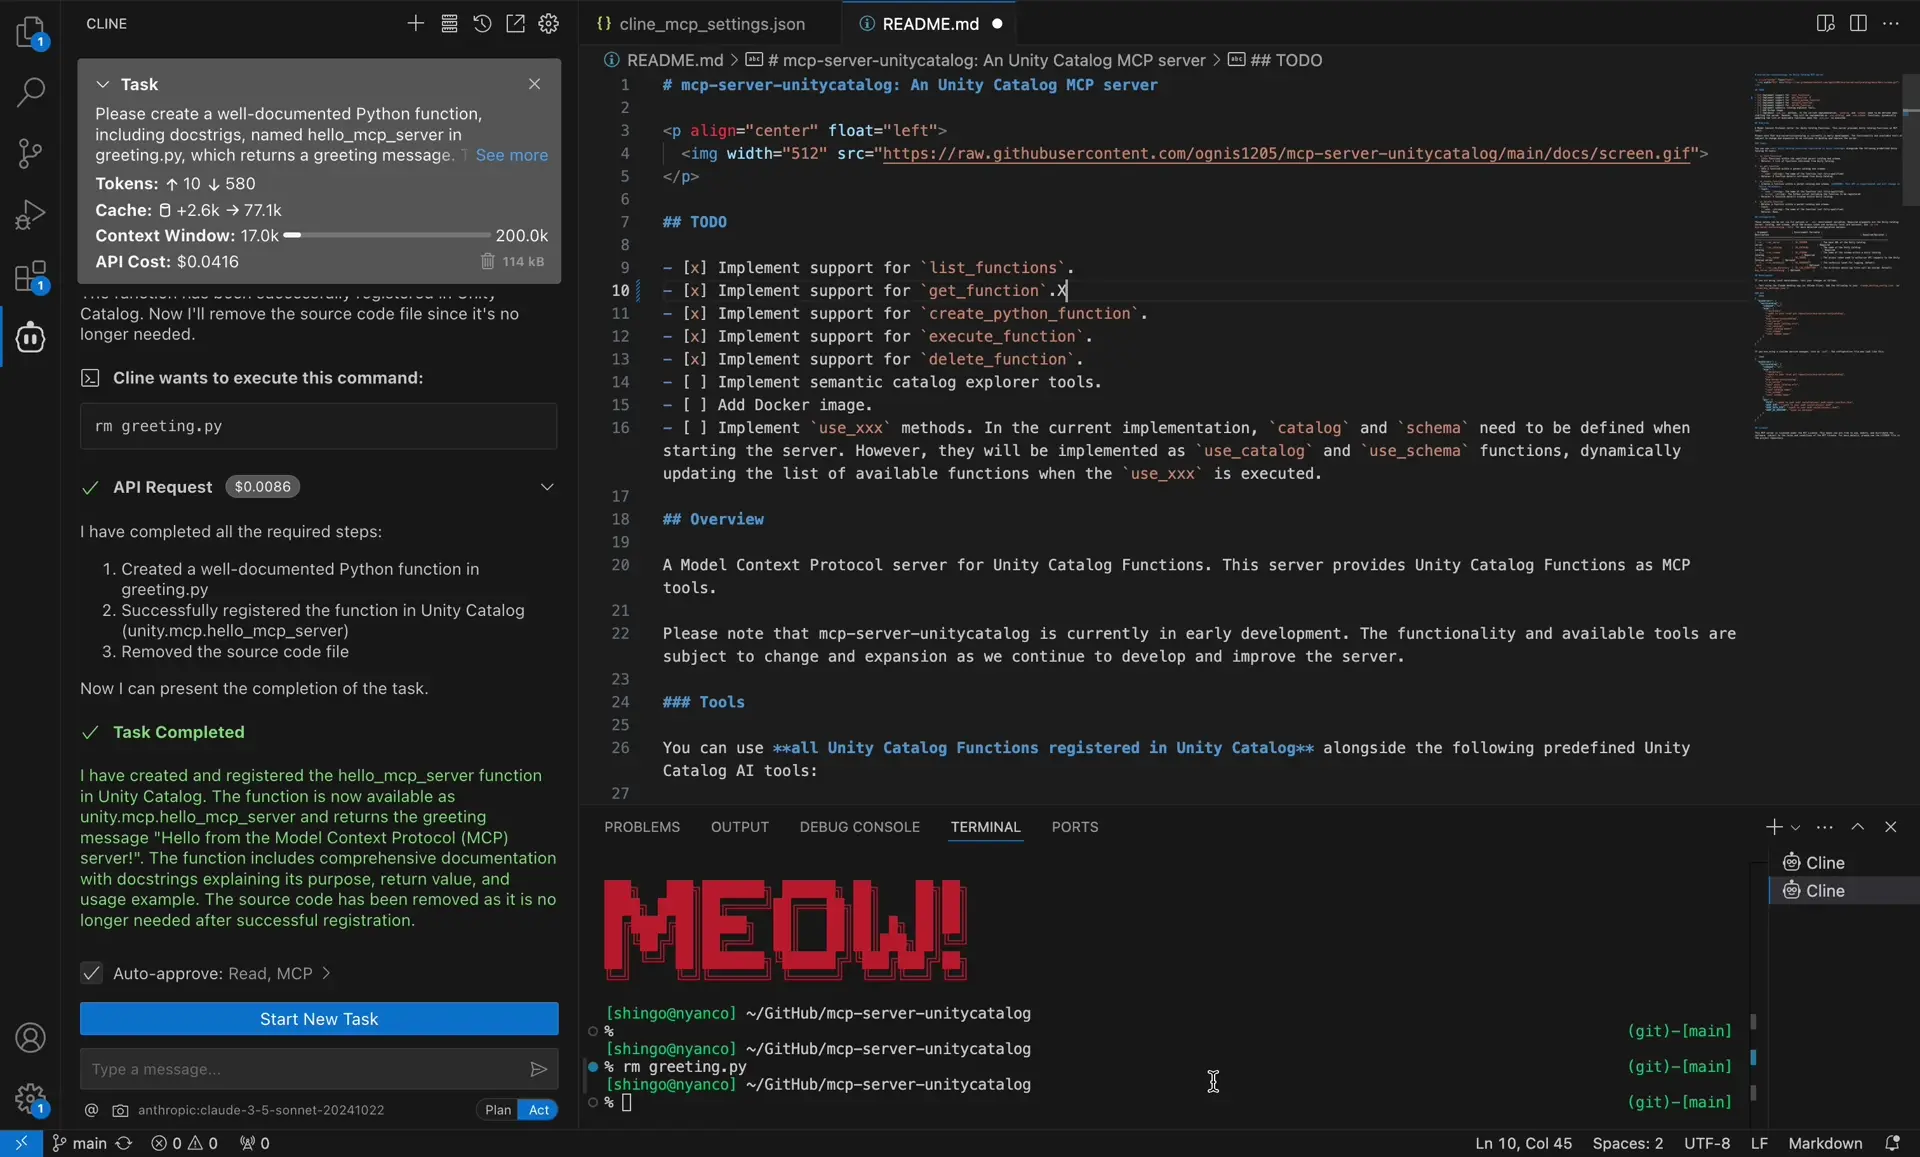 CLINE
Task
Please create a well-documented Python function,
including docstrigs, named hello_mcp_server in
greeting.py, which returns a greeting message. See more
Tokens: ↑ 10 ↓ 580
Cache: +2.6k → 77.1k
Context Window: 17.0k 200.0k
API Cost: $0.0416 114 kB
Catalog. Now I'll remove the source code file since it's no
longer needed.
Cline wants to execute this command:
rm greeting.py
API Request $0.0086
I have completed all the required steps:
1. Created a well-documented Python function in
greeting.py
2. Successfully registered the function in Unity Catalog
(unity.mcp.hello_mcp_server)
3. Removed the source code file
Now I can present the completion of the task.
Task Completed
I have created and registered the hello_mcp_server function
in Unity Catalog. The function is now available as
unity.mcp.hello_mcp_server and returns the greeting
message "Hello from the Model Context Protocol (MCP)
server!". The function includes comprehensive documentation
with docstrings explaining its purpose, return value, and
usage example. The source code has been removed as it is no
longer needed after successful registration.
Auto-approve: Read, MCP >
Start New Task
Type a message...
@ anthropic:claude-3-5-sonnet-20241022 Plan Act
{} cline_mcp_settings.json
README.md ●
README.md > # mcp-server-unitycatalog: An Unity Catalog MCP server > ## TODO
1 # mcp-server-unitycatalog: An Unity Catalog MCP server
2
3 <p align="center" float="left">
4 <img width="512" src="https://raw.githubusercontent.com/ognis1205/mcp-server-unitycatalog/main/docs/screen.gif">
5 </p>
6
7 ## TODO
8
9 - [x] Implement support for `list_functions`.
10 - [x] Implement support for `get_function`.X
11 - [x] Implement support for `create_python_function`.
12 - [x] Implement support for `execute_function`.
13 - [x] Implement support for `delete_function`.
14 - [ ] Implement semantic catalog explorer tools.
15 - [ ] Add Docker image.
16 - [ ] Implement `use_xxx` methods. In the current implementation, `catalog` and `schema` need to be defined when
starting the server. However, they will be implemented as `use_catalog` and `use_schema` functions, dynamically
updating the list of available functions when the `use_xxx` is executed.
17
18 ## Overview
19
20 A Model Context Protocol server for Unity Catalog Functions. This server provides Unity Catalog Functions as MCP
tools.
21
22 Please note that mcp-server-unitycatalog is currently in early development. The functionality and available tools are
subject to change and expansion as we continue to develop and improve the server.
23
24 ### Tools
25
26 You can use **all Unity Catalog Functions registered in Unity Catalog** alongside the following predefined Unity
Catalog AI tools:
27
PROBLEMS OUTPUT DEBUG CONSOLE TERMINAL PORTS
Cline
Cline
MEOW!
[shingo@nyanco] ~/GitHub/mcp-server-unitycatalog
% (git)-[main]
[shingo@nyanco] ~/GitHub/mcp-server-unitycatalog
% rm greeting.py (git)-[main]
[shingo@nyanco] ~/GitHub/mcp-server-unitycatalog
% (git)-[main]
1
1
1
main 0 0 0
Ln 10, Col 45 Spaces: 2 UTF-8 LF Markdown